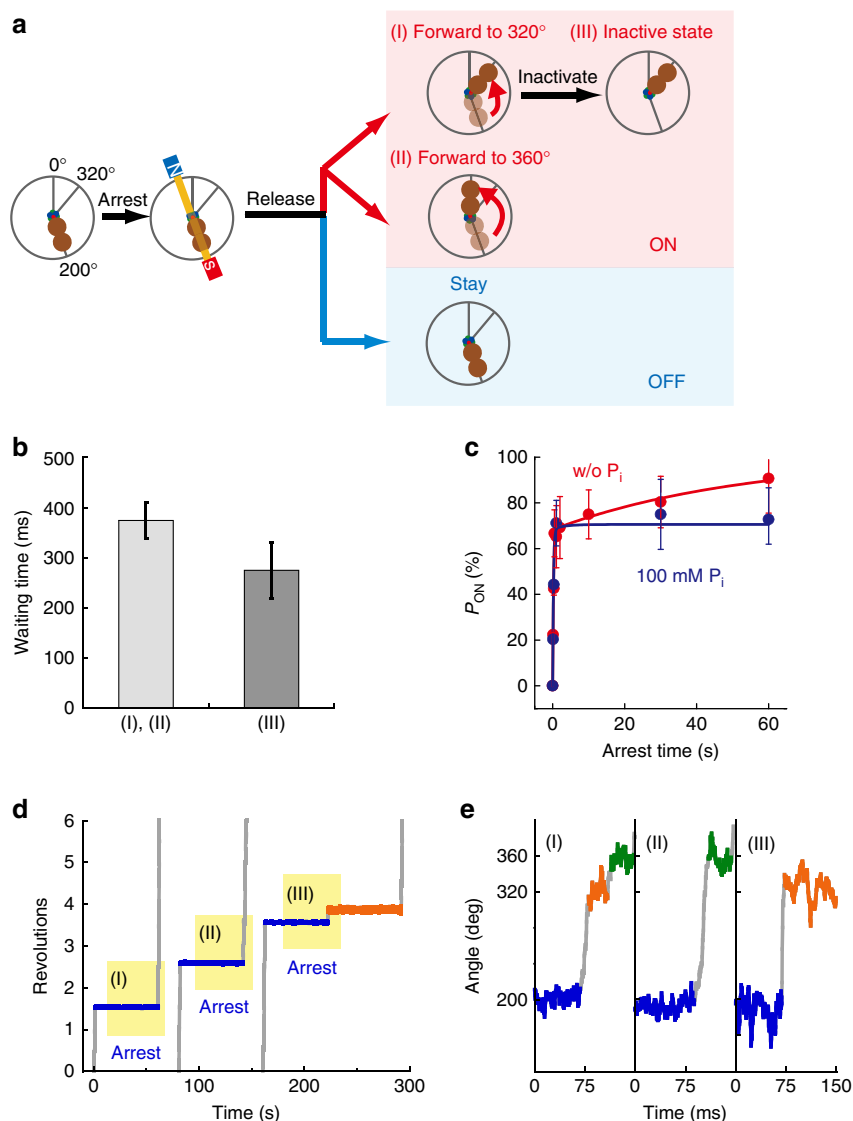 a
(I) Forward to 320°
(III) Inactive state
Inactivate
(II) Forward to 360°
0°
320°
Arrest
N
Release
S
200°
ON
Stay
OFF
b
500
400
300
200
100
0
Waiting time (ms)
(I), (II)
(III)
c
100
80
60
40
20
0
P_ON (%)
w/o P_i
100 mM P_i
0
20
40
60
Arrest time (s)
d
6
5
4
3
2
1
0
Revolutions
(I)
Arrest
(II)
Arrest
(III)
Arrest
0
100
200
300
Time (s)
e
(I)
(II)
(III)
360
320
200
Angle (deg)
0
75
0
75
0
75
150
Time (ms)